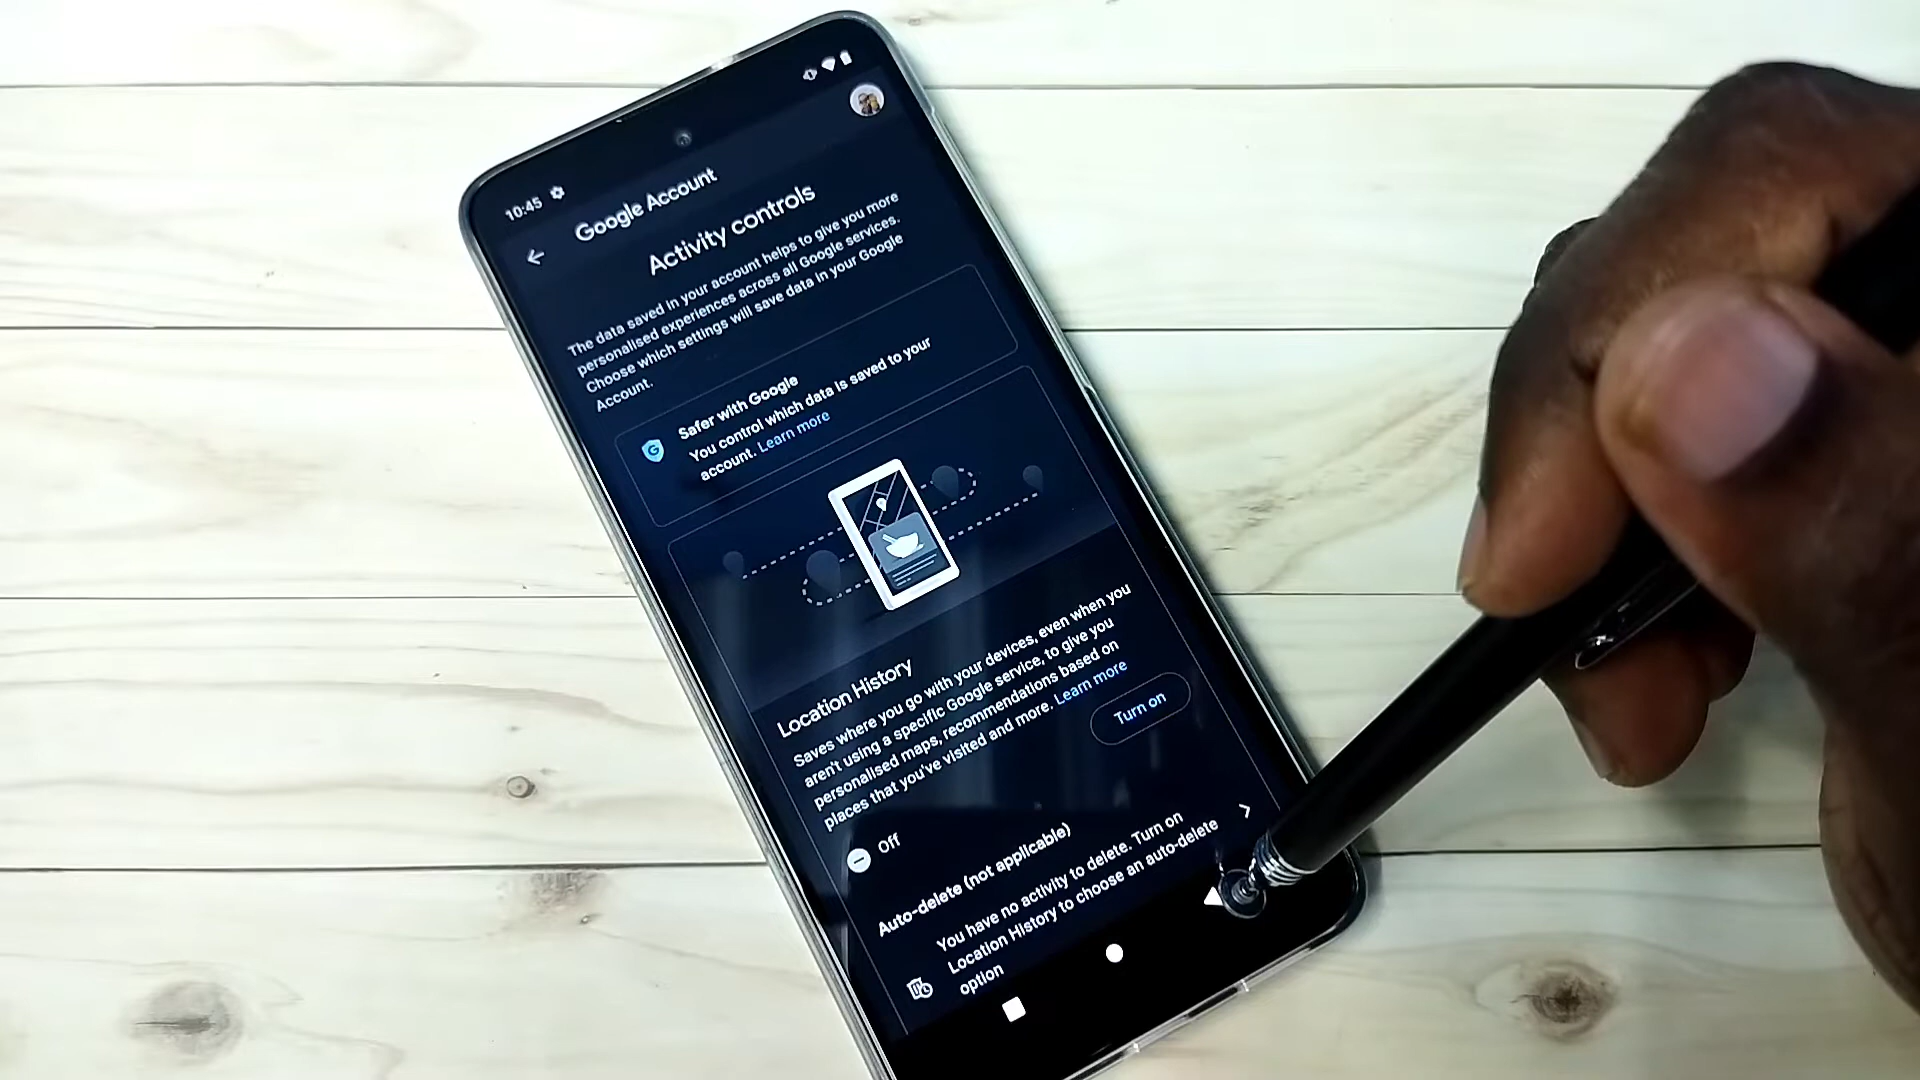 10:45
Google Account
Activity controls
The data saved in your account helps to give you more
personalised experiences across all Google services.
Choose which settings will save data in your Google
Account.
Safer with Google
You control which data is saved to your
account. Learn more
Location History
Saves where you go with your devices, even when you
aren't using a specific Google service, to give you
personalised maps, recommendations based on
places that you've visited and more. Learn more
Turn on
Off
Auto-delete (not applicable)
You have no activity to delete. Turn on
Location History to choose an auto-delete
option